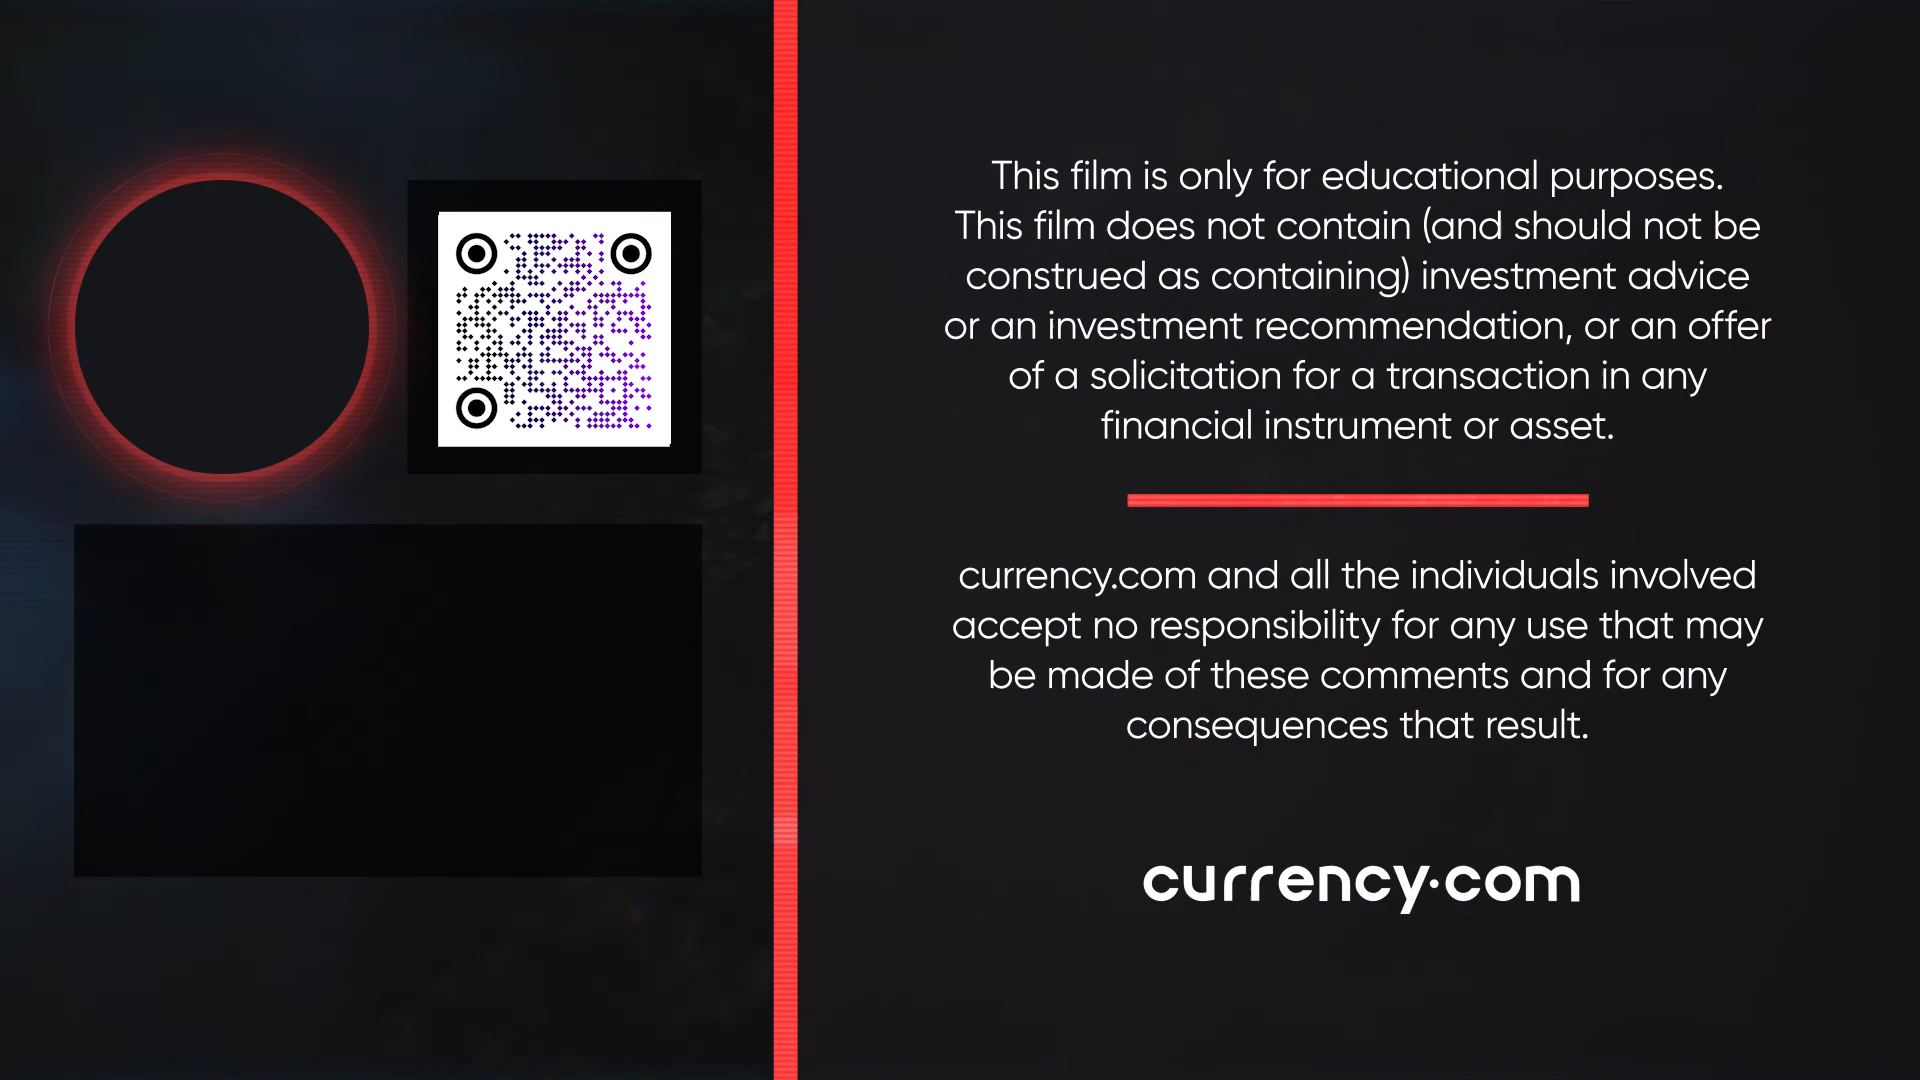 This film is only for educational purposes.
This film does not contain (and should not be
construed as containing) investment advice
or an investment recommendation, or an offer
of a solicitation for a transaction in any
financial instrument or asset.
currency.com and all the individuals involved
accept no responsibility for any use that may
be made of these comments and for any
consequences that result.
currency.com